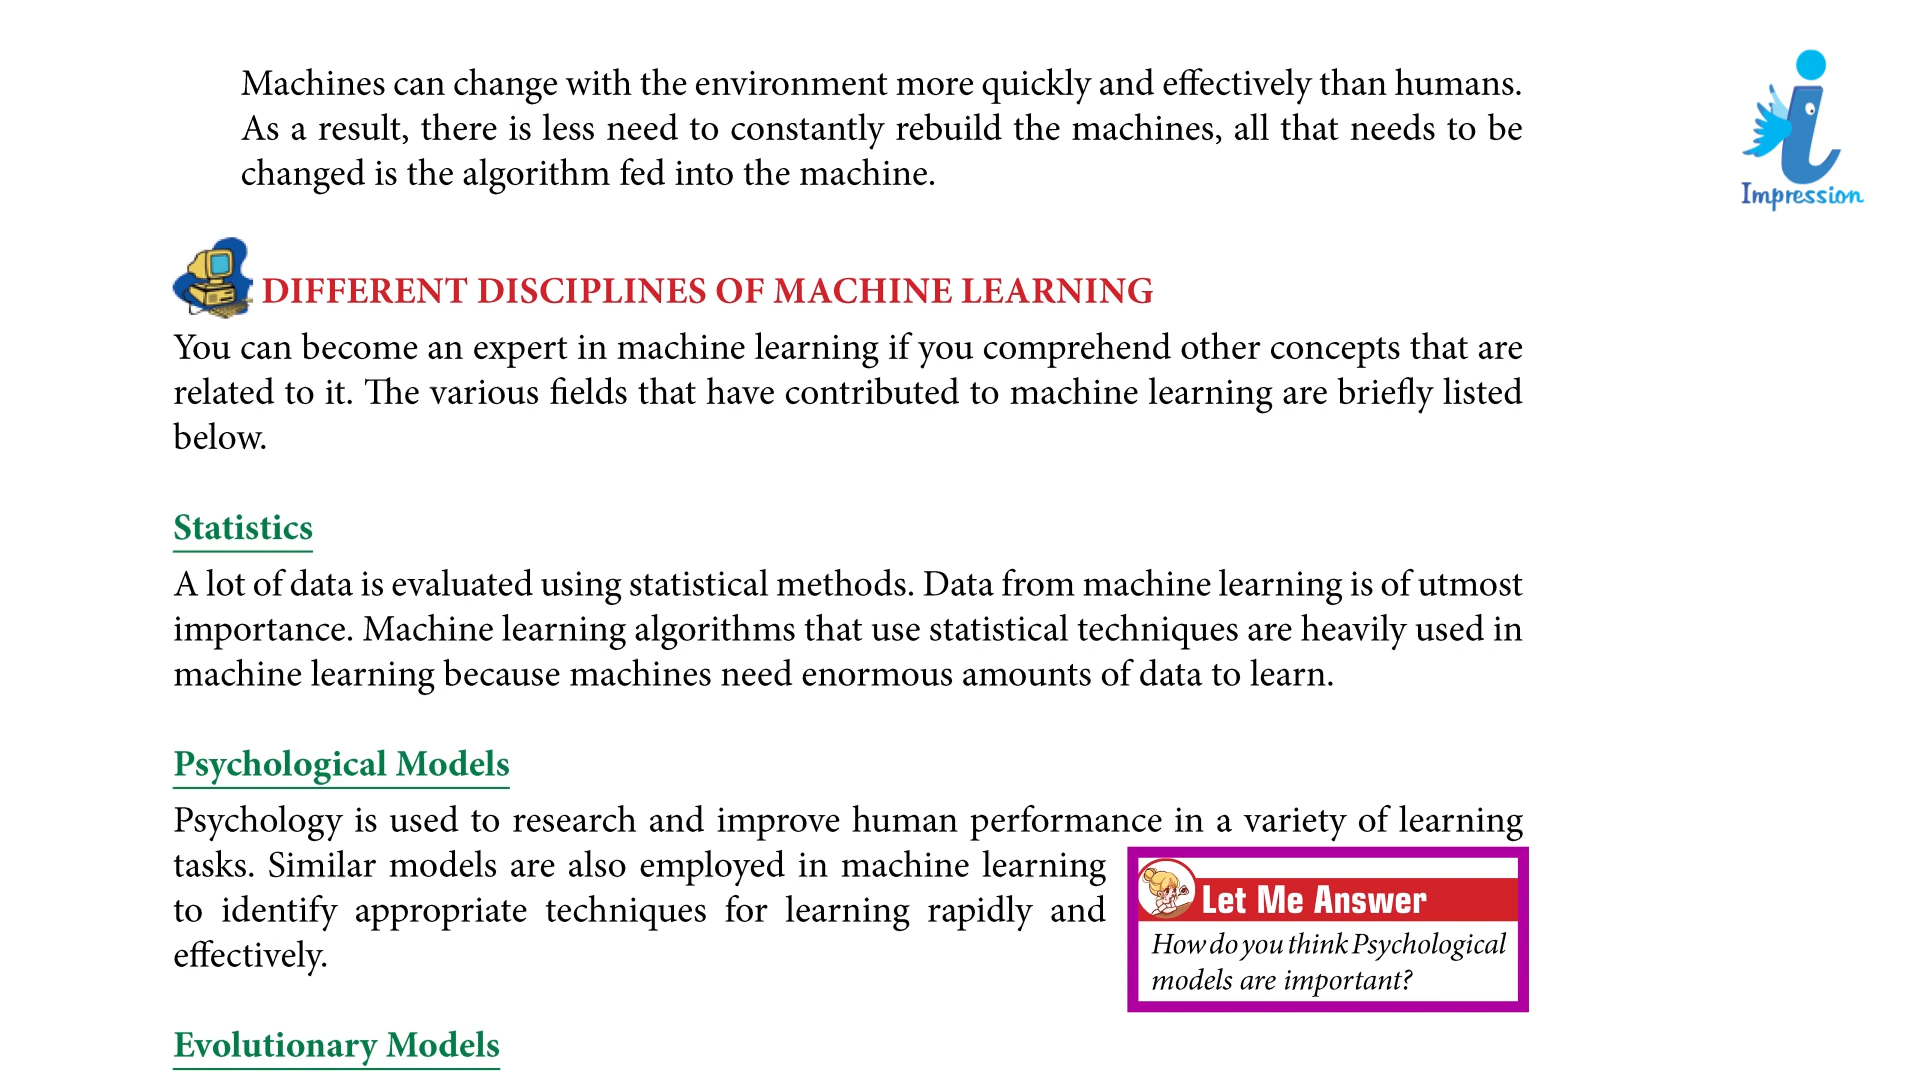 Machines can change with the environment more quickly and effectively than humans.
As a result, there is less need to constantly rebuild the machines, all that needs to be
changed is the algorithm fed into the machine.
Impression
DIFFERENT DISCIPLINES OF MACHINE LEARNING
You can become an expert in machine learning if you comprehend other concepts that are
related to it. The various fields that have contributed to machine learning are briefly listed
below.
Statistics
A lot of data is evaluated using statistical methods. Data from machine learning is of utmost
importance. Machine learning algorithms that use statistical techniques are heavily used in
machine learning because machines need enormous amounts of data to learn.
Psychological Models
Psychology is used to research and improve human performance in a variety of learning
tasks. Similar models are also employed in machine learning
to identify appropriate techniques for learning rapidly and
effectively.
Let Me Answer
How do you think Psychological
models are important?
Evolutionary Models